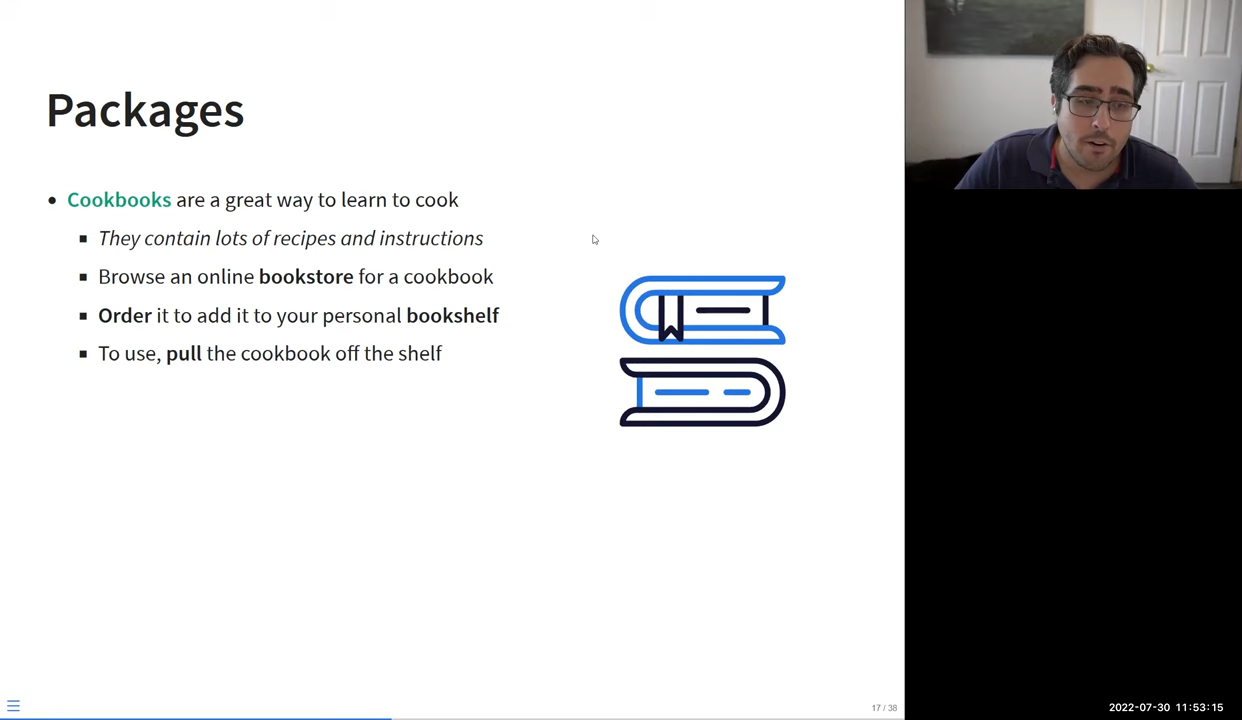 Packages
Cookbooks are a great way to learn to cook
They contain lots of recipes and instructions
Browse an online bookstore for a cookbook
Order it to add it to your personal bookshelf
To use, pull the cookbook off the shelf
17 / 38
2022-07-30 11:53:15